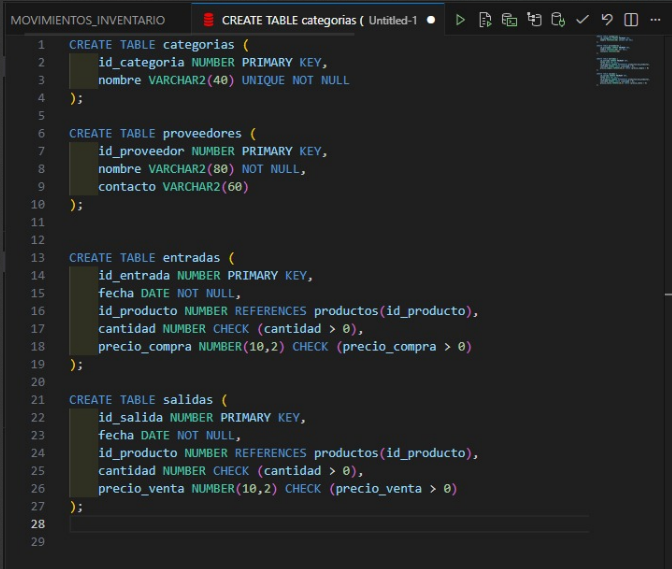 MOVIMIENTOS_INVENTARIO
CREATE TABLE categorias ( Untitled-1
1 CREATE TABLE categorias (
2 id_categoria NUMBER PRIMARY KEY,
3 nombre VARCHAR2(40) UNIQUE NOT NULL
4 );
5
6 CREATE TABLE proveedores (
7 id_proveedor NUMBER PRIMARY KEY,
8 nombre VARCHAR2(80) NOT NULL,
9 contacto VARCHAR2(60)
10 );
11
12
13 CREATE TABLE entradas (
14 id_entrada NUMBER PRIMARY KEY,
15 fecha DATE NOT NULL,
16 id_producto NUMBER REFERENCES productos(id_producto),
17 cantidad NUMBER CHECK (cantidad > 0),
18 precio_compra NUMBER(10,2) CHECK (precio_compra > 0)
19 );
20
21 CREATE TABLE salidas (
22 id_salida NUMBER PRIMARY KEY,
23 fecha DATE NOT NULL,
24 id_producto NUMBER REFERENCES productos(id_producto),
25 cantidad NUMBER CHECK (cantidad > 0),
26 precio_venta NUMBER(10,2) CHECK (precio_venta > 0)
27 );
28
29